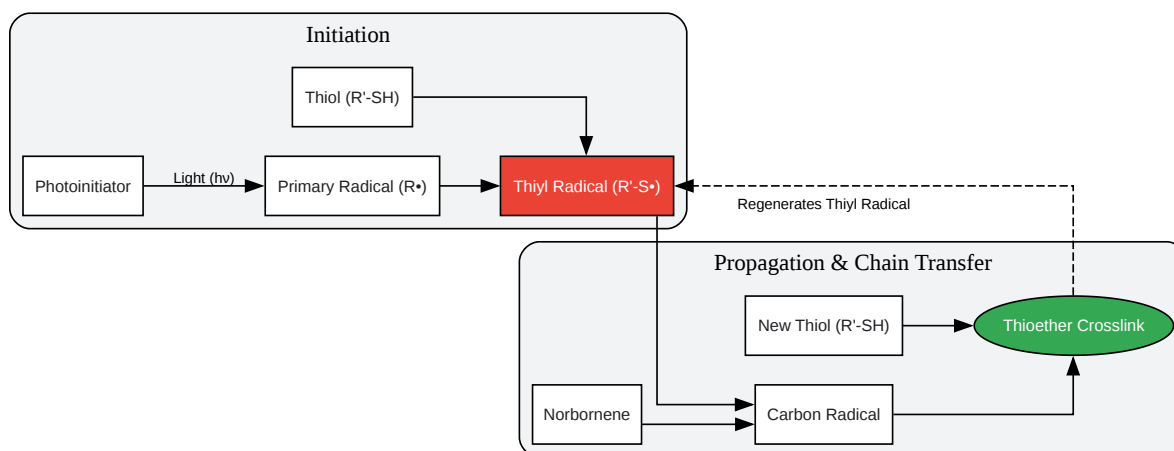 Initiation
Thiol (R'-SH)
Photoinitiator
Light (hν)
Primary Radical (R•)
Thiyl Radical (R'-S•)
Regenerates Thiyl Radical
Propagation & Chain Transfer
New Thiol (R'-SH)
Thioether Crosslink
Norbornene
Carbon Radical